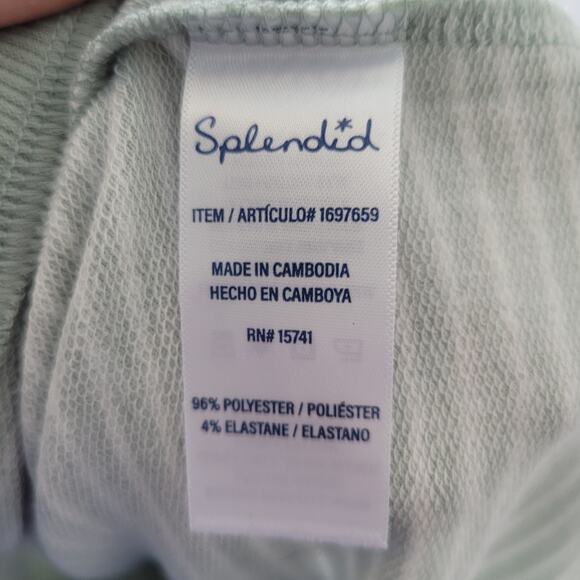 Splendid
ITEM / ARTÍCULO# 1697659
MADE IN CAMBODIA
HECHO EN CAMBOYA
RN# 15741
96% POLYESTER / POLIÉSTER
4% ELASTANE / ELASTANO